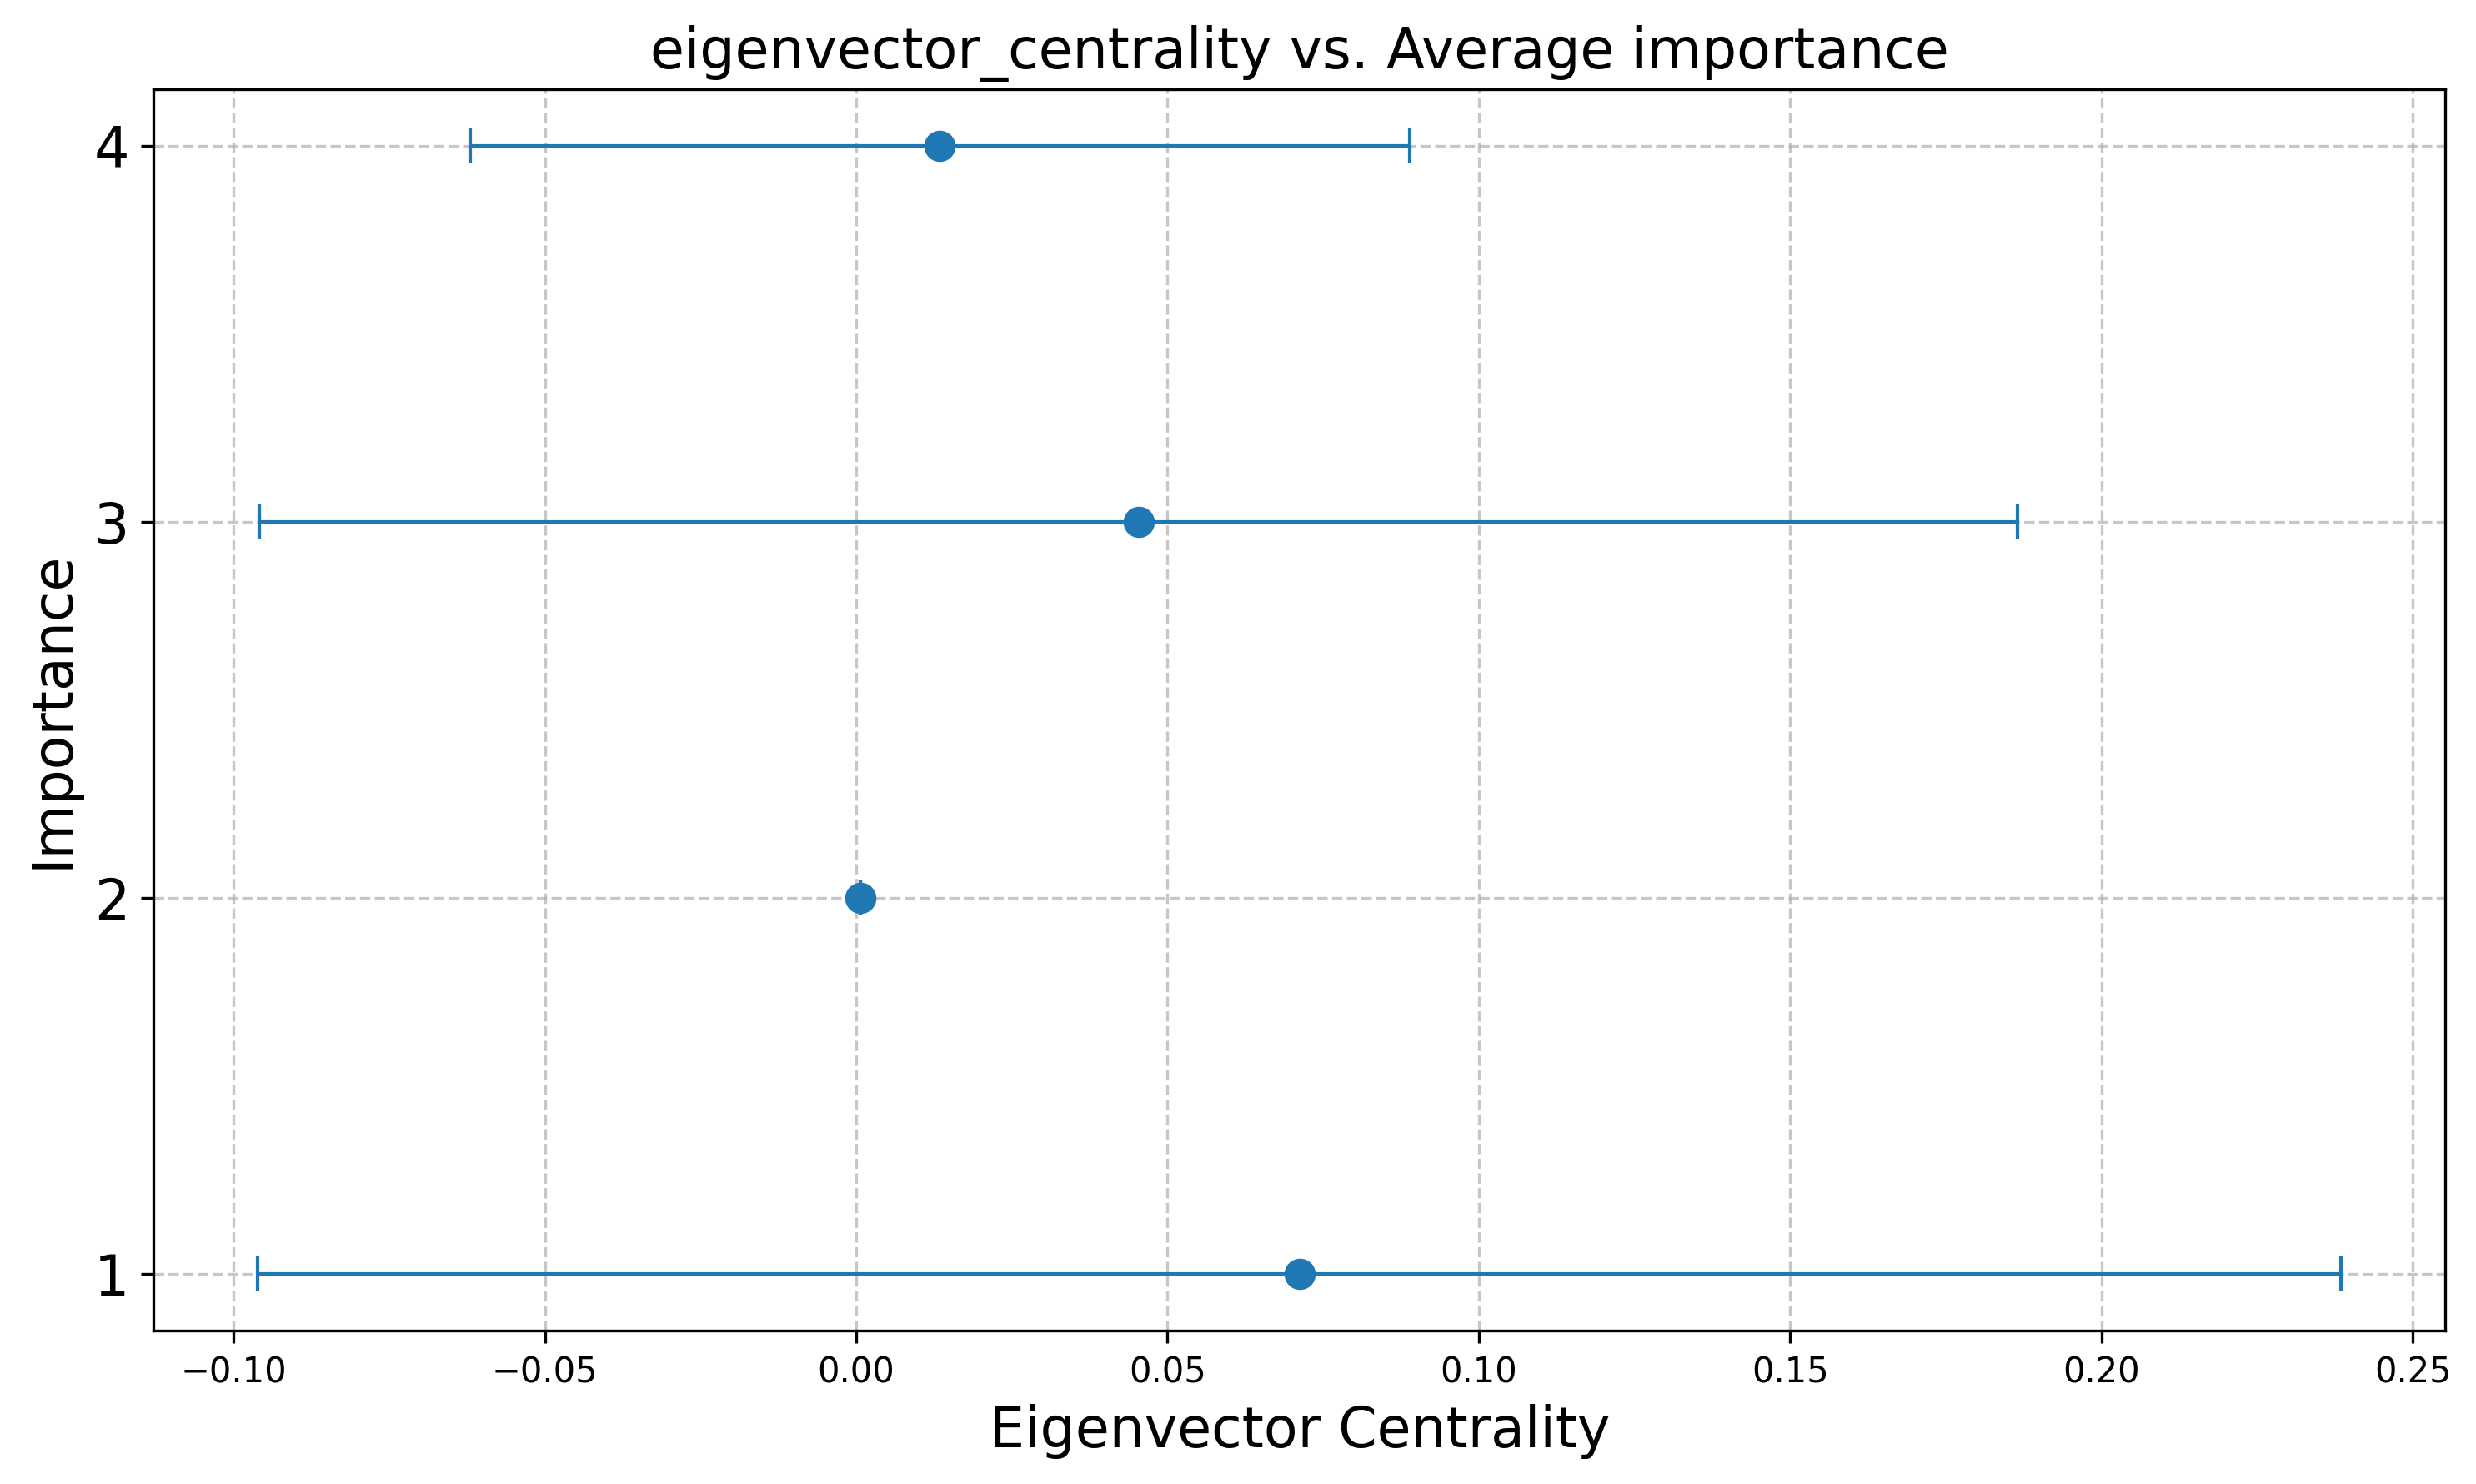 eigenvector_centrality vs. Average importance
4
3
2
1
Importance
−0.10 −0.05 0.00 0.05 0.10 0.15 0.20 0.25
Eigenvector Centrality